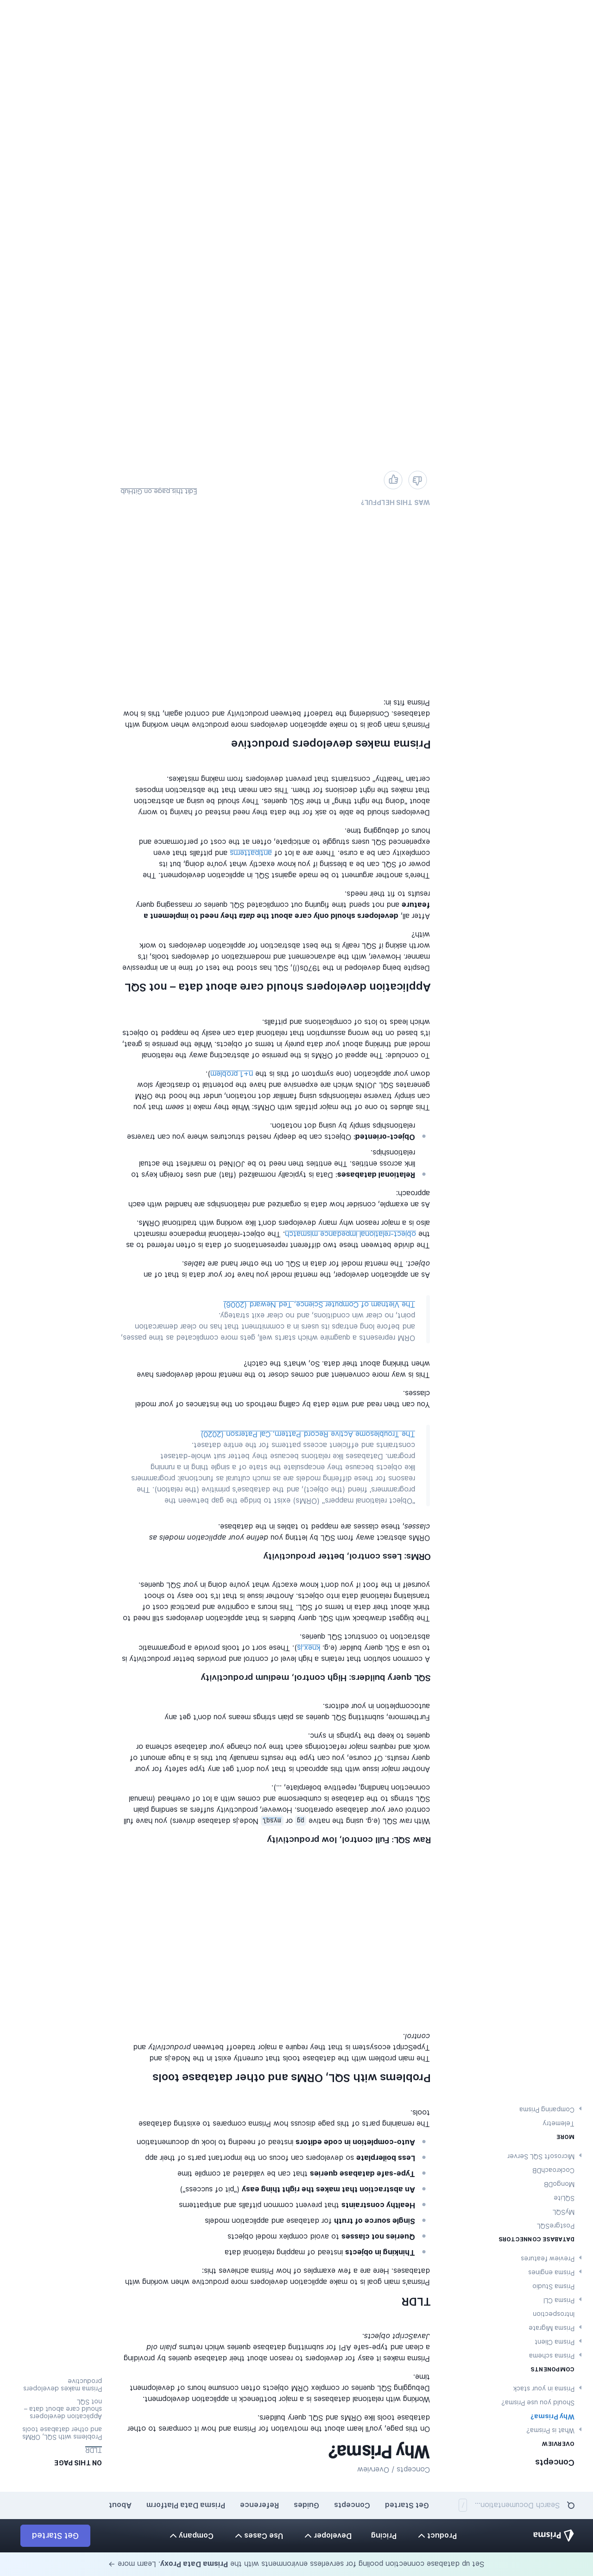 Set up database connection pooling for serverless environments with the Prisma Data Proxy. Learn more →
Prisma
Product
Pricing
Developer
Use Cases
Company
Get Started
Search Documentation...
/
Get Started
Concepts
Guides
Reference
Prisma Data Platform
About
Concepts
OVERVIEW
What is Prisma?
Why Prisma?
Should you use Prisma?
Prisma in your stack
COMPONENTS
Prisma schema
Prisma Client
Prisma Migrate
Introspection
Prisma CLI
Prisma Studio
Prisma engines
Preview features
DATABASE CONNECTORS
PostgreSQL
MySQL
SQLite
MongoDB
CockroachDB
Microsoft SQL Server
MORE
Telemetry
Comparing Prisma
Concepts / Overview
Why Prisma?
On this page, you'll learn about the motivation for Prisma and how it compares to other
database tools like ORMs and SQL query builders.
Working with relational databases is a major bottleneck in application development.
Debugging SQL queries or complex ORM objects often consume hours of development
time.
Prisma makes it easy for developers to reason about their database queries by providing
a clean and type-safe API for submitting database queries which returns plain old
JavaScript objects.
TLDR
Prisma's main goal is to make application developers more productive when working with
databases. Here are a few examples of how Prisma achieves this:
Thinking in objects instead of mapping relational data
Queries not classes to avoid complex model objects
Single source of truth for database and application models
Healthy constraints that prevent common pitfalls and antipatterns
An abstraction that makes the right thing easy ("pit of success")
Type-safe database queries that can be validated at compile time
Less boilerplate so developers can focus on the important parts of their app
Auto-completion in code editors instead of needing to look up documentation
The remaining parts of this page discuss how Prisma compares to existing database
tools.
Problems with SQL, ORMs and other database tools
The main problem with the database tools that currently exist in the Node.js and
TypeScript ecosystem is that they require a major tradeoff between productivity and
control.
Raw SQL: Full control, low productivity
With raw SQL (e.g. using the native pg or mysql Node.js database drivers) you have full
control over your database operations. However, productivity suffers as sending plain
SQL strings to the database is cumbersome and comes with a lot of overhead (manual
connection handling, repetitive boilerplate, ...).
Another major issue with this approach is that you don't get any type safety for your
query results. Of course, you can type the results manually but this is a huge amount of
work and requires major refactorings each time you change your database schema or
queries to keep the typings in sync.
Furthermore, submitting SQL queries as plain strings means you don't get any
autocompletion in your editors.
SQL query builders: High control, medium productivity
A common solution that retains a high level of control and provides better productivity is
to use a SQL query builder (e.g. knex.js). These sort of tools provide a programmatic
abstraction to construct SQL queries.
The biggest drawback with SQL query builders is that application developers still need to
think about their data in terms of SQL. This incurs a cognitive and practical cost of
translating relational data into objects. Another issue is that it's too easy to shoot
yourself in the foot if you don't know exactly what you're doing in your SQL queries.
ORMs: Less control, better productivity
ORMs abstract away from SQL by letting you define your application models as
classes, these classes are mapped to tables in the database.
"Object relational mappers" (ORMs) exist to bridge the gap between the
programmers' friend (the object), and the database's primitive (the relation). The
reasons for these differing models are as much cultural as functional: programmers
like objects because they encapsulate the state of a single thing in a running
program. Databases like relations because they better suit whole-dataset
constraints and efficient access patterns for the entire dataset.
The Troublesome Active Record Pattern, Cal Paterson (2020)
You can then read and write data by calling methods on the instances of your model
classes.
This is way more convenient and comes closer to the mental model developers have
when thinking about their data. So, what's the catch?
ORM represents a quagmire which starts well, gets more complicated as time passes,
and before long entraps its users in a commitment that has no clear demarcation
point, no clear win conditions, and no clear exit strategy.
The Vietnam of Computer Science, Ted Neward (2006)
As an application developer, the mental model you have for your data is that of an
object. The mental model for data in SQL on the other hand are tables.
The divide between these two different representations of data is often referred to as
the object-relational impedance mismatch. The object-relational impedance mismatch
also is a major reason why many developers don't like working with traditional ORMs.
As an example, consider how data is organized and relationships are handled with each
approach:
Relational databases: Data is typically normalized (flat) and uses foreign keys to
link across entities. The entities then need to be JOINed to manifest the actual
relationships.
Object-oriented: Objects can be deeply nested structures where you can traverse
relationships simply by using dot notation.
This alludes to one of the major pitfalls with ORMs: While they make it seem that you
can simply traverse relationships using familiar dot notation, under the hood the ORM
generates SQL JOINs which are expensive and have the potential to drastically slow
down your application (one symptom of this is the n+1 problem).
To conclude: The appeal of ORMs is the premise of abstracting away the relational
model and thinking about your data purely in terms of objects. While the premise is great,
it's based on the wrong assumption that relational data can easily be mapped to objects
which leads to lots of complications and pitfalls.
Application developers should care about data – not SQL
Despite being developed in the 1970s(!), SQL has stood the test of time in an impressive
manner. However, with the advancement and modernization of developers tools, it's
worth asking if SQL really is the best abstraction for application developers to work
with?
After all, developers should only care about the data they need to implement a
feature and not spend time figuring out complicated SQL queries or massaging query
results to fit their needs.
There's another argument to be made against SQL in application development. The
power of SQL can be a blessing if you know exactly what you're doing, but its
complexity can be a curse. There are a lot of antipatterns and pitfalls that even
experienced SQL users struggle to anticipate, often at the cost of performance and
hours of debugging time.
Developers should be able to ask for the data they need instead of having to worry
about "doing the right thing" in their SQL queries. They should be using an abstraction
that makes the right decisions for them. This can mean that the abstraction imposes
certain "healthy" constraints that prevent developers from making mistakes.
Prisma makes developers productive
Prisma's main goal is to make application developers more productive when working with
databases. Considering the tradeoff between productivity and control again, this is how
Prisma fits in:
WAS THIS HELPFUL?
Edit this page on GitHub
ON THIS PAGE
TLDR
Problems with SQL, ORMs
and other database tools
Application developers
should care about data –
not SQL
Prisma makes developers
productive